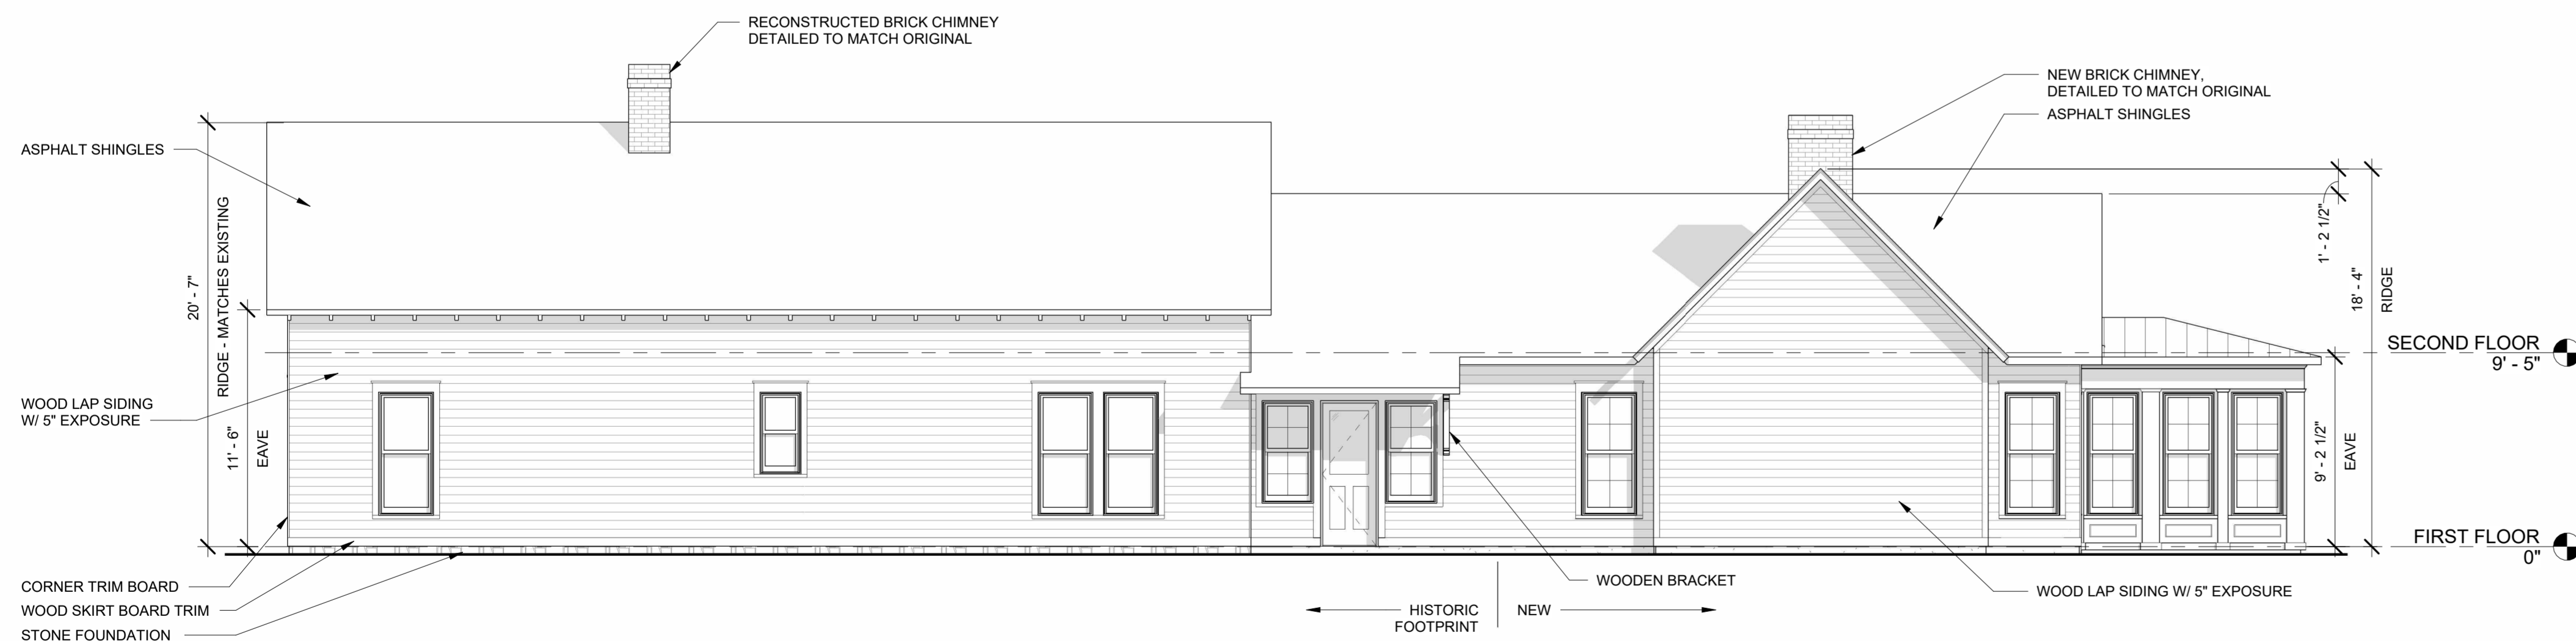 RECONSTRUCTED BRICK CHIMNEY
DETAILED TO MATCH ORIGINAL
NEW BRICK CHIMNEY,
DETAILED TO MATCH ORIGINAL
ASPHALT SHINGLES
ASPHALT SHINGLES
20' - 7"
RIDGE - MATCHES EXISTING
11' - 6"
EAVE
WOOD LAP SIDING
W/ 5" EXPOSURE
1' - 2 1/2"
18' - 4"
RIDGE
SECOND FLOOR
9' - 5"
9' - 2 1/2"
EAVE
FIRST FLOOR
0"
CORNER TRIM BOARD
WOOD SKIRT BOARD TRIM
STONE FOUNDATION
WOODEN BRACKET
WOOD LAP SIDING W/ 5" EXPOSURE
HISTORIC
FOOTPRINT
NEW